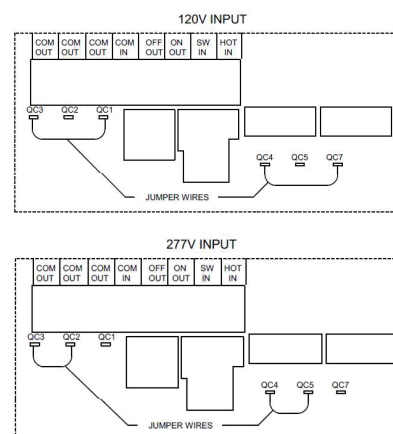 120V INPUT
COM OUT COM OUT COM OUT COM IN OFF OUT ON OUT SW IN HOT IN
QC3 QC2 QC1
QC4 QC5 QC7
JUMPER WIRES
277V INPUT
COM OUT COM OUT COM OUT COM IN OFF OUT ON OUT SW IN HOT IN
QC3 QC2 QC1
QC4 QC5 QC7
JUMPER WIRES